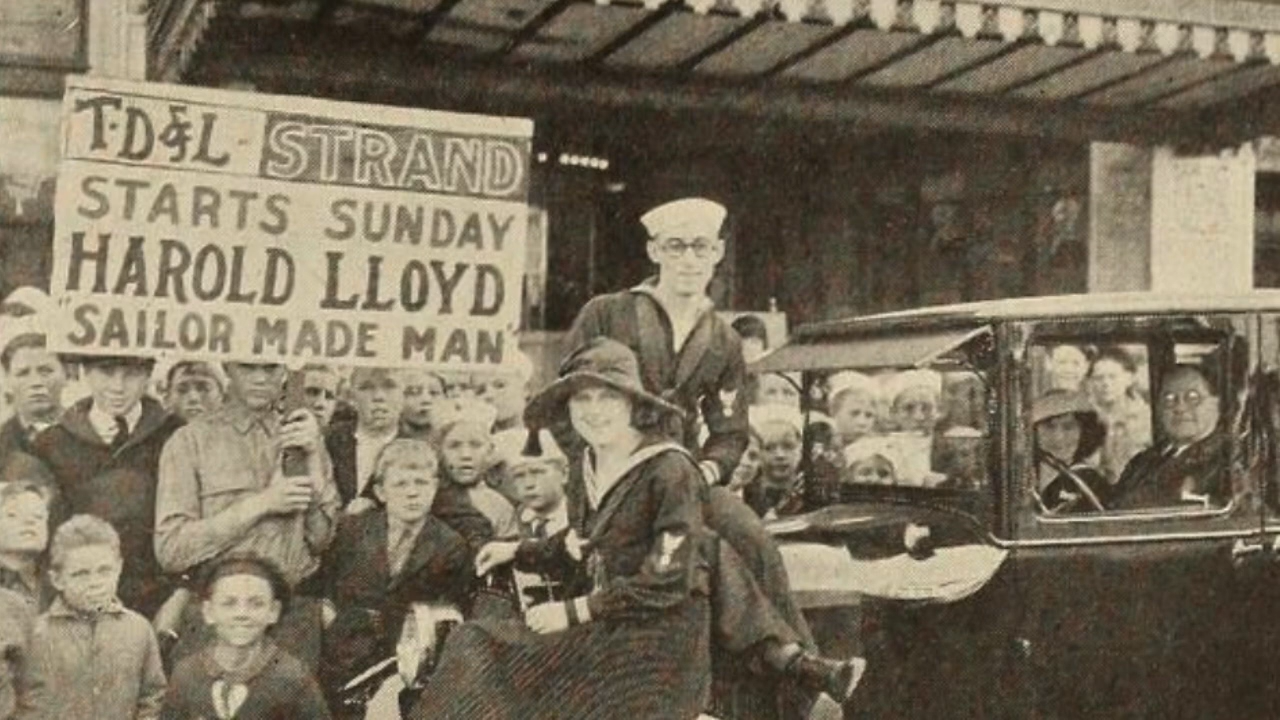 T·D&L· STRAND
STARTS SUNDAY
HAROLD LLOYD
"SAILOR MADE MAN"